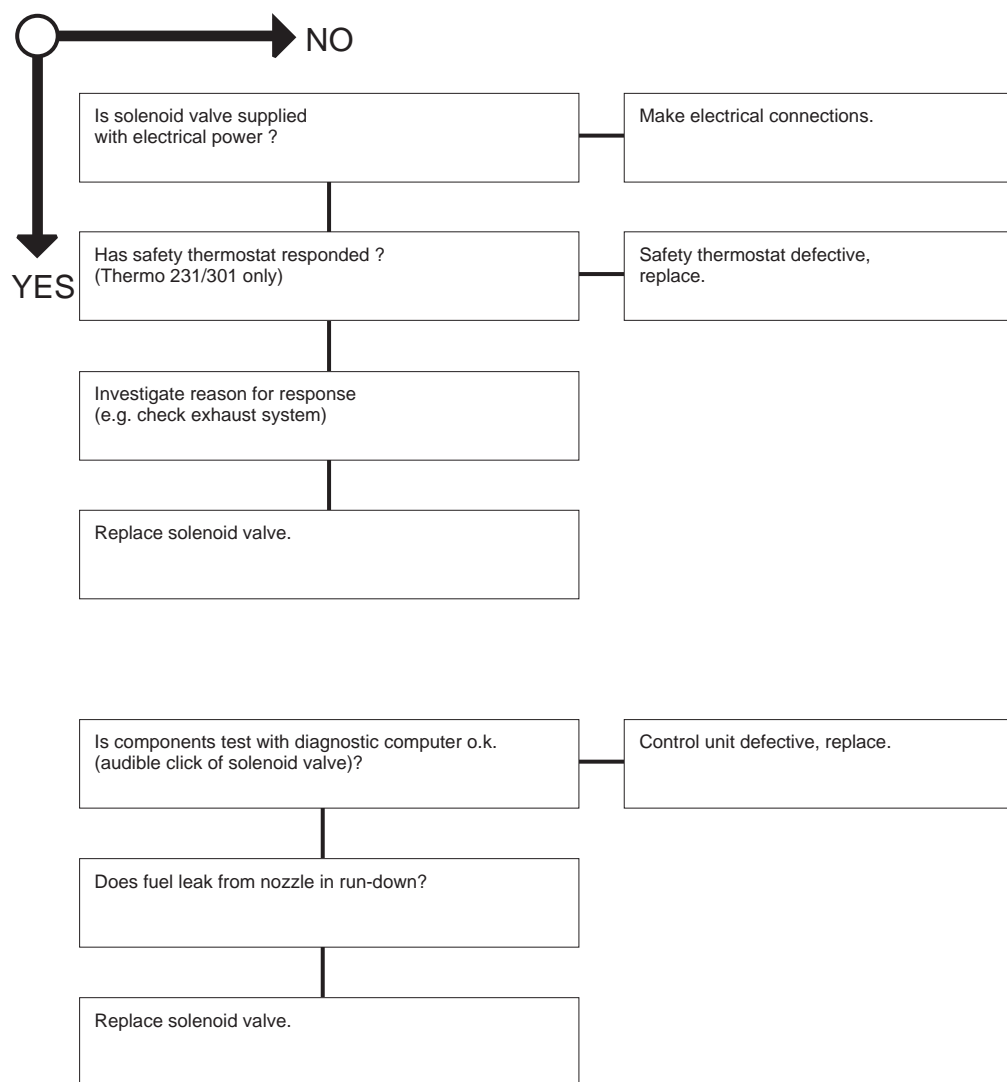 NO
Is solenoid valve supplied
with electrical power ?
Make electrical connections.
YES
Has safety thermostat responded ?
(Thermo 231/301 only)
Safety thermostat defective,
replace.
Investigate reason for response
(e.g. check exhaust system)
Replace solenoid valve.
Is components test with diagnostic computer o.k.
(audible click of solenoid valve)?
Control unit defective, replace.
Does fuel leak from nozzle in run-down?
Replace solenoid valve.